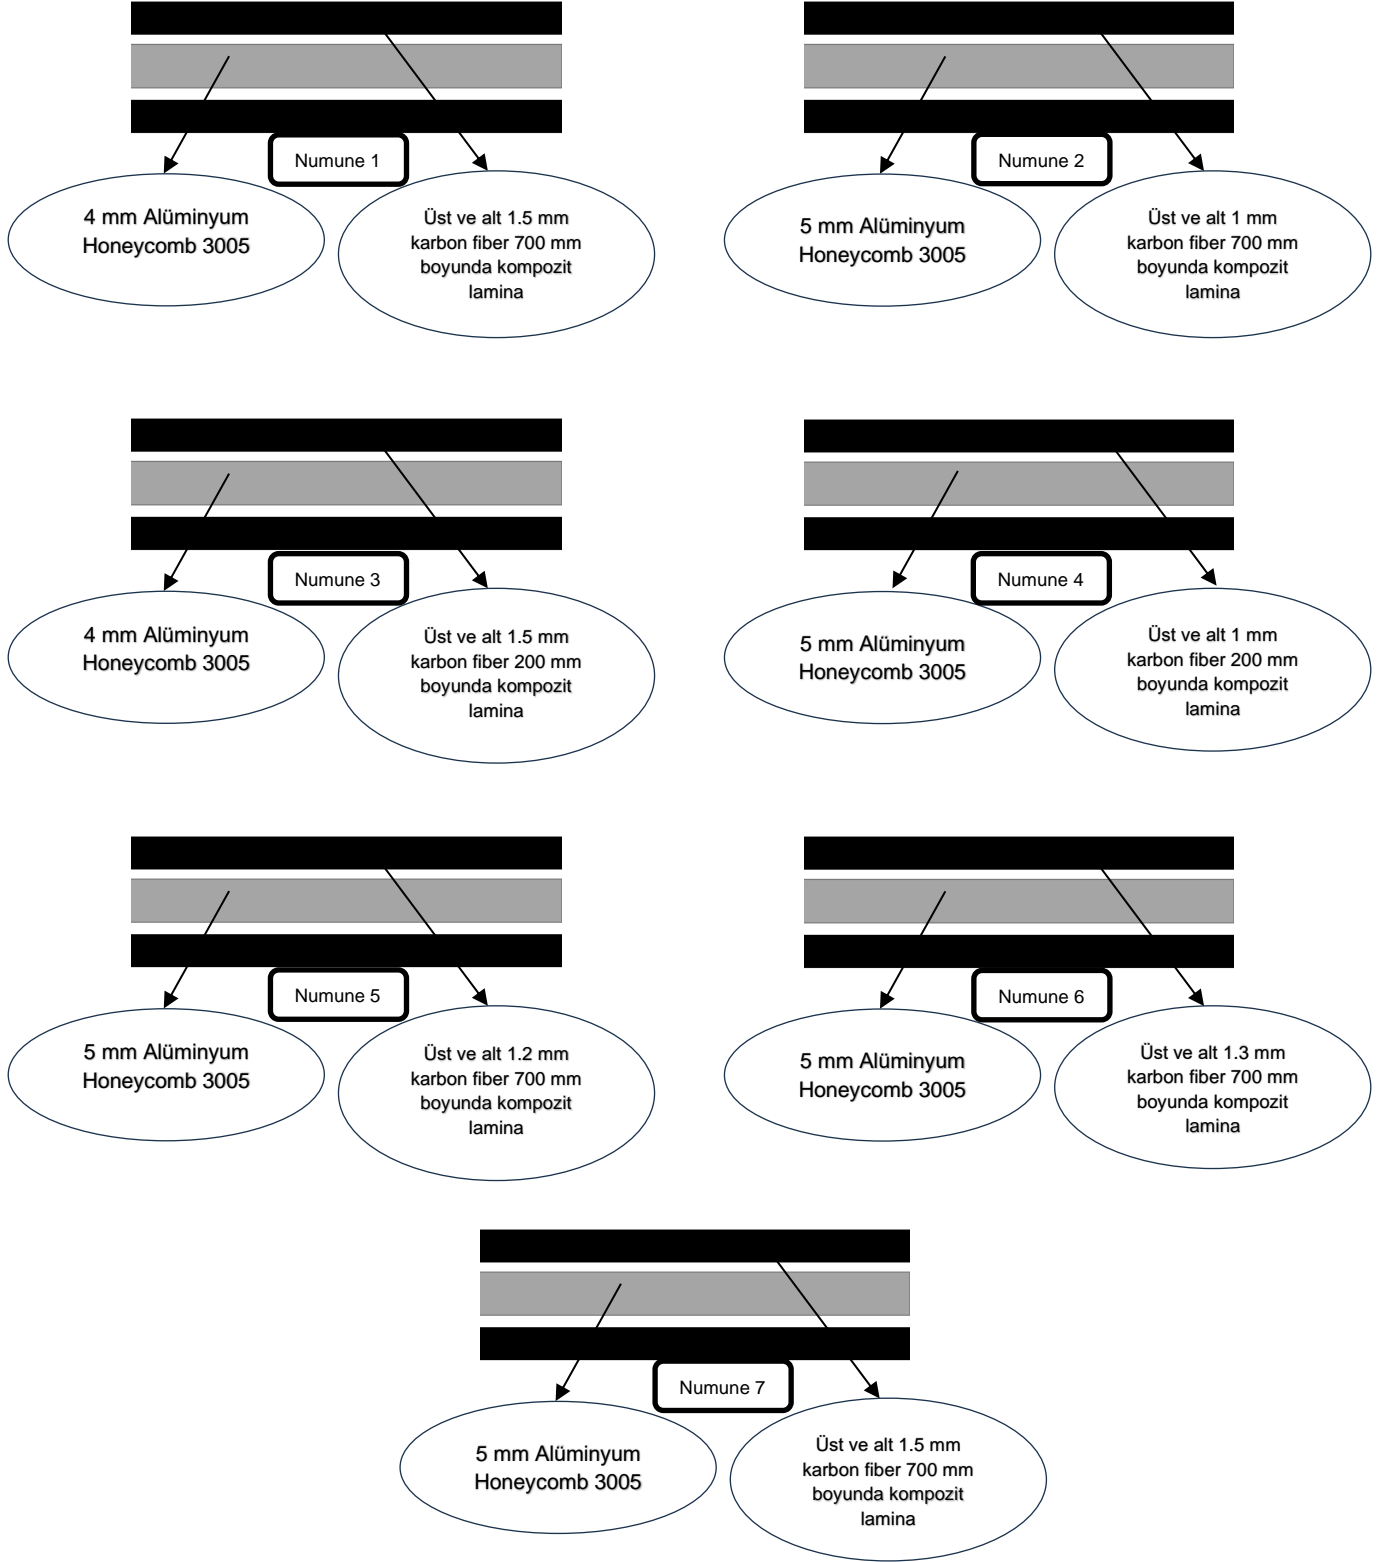 Numune 1
4 mm Alüminyum
Honeycomb 3005
Üst ve alt 1.5 mm
karbon fiber 700 mm
boyunda kompozit
lamina
Numune 2
5 mm Alüminyum
Honeycomb 3005
Üst ve alt 1 mm
karbon fiber 700 mm
boyunda kompozit
lamina
Numune 3
4 mm Alüminyum
Honeycomb 3005
Üst ve alt 1.5 mm
karbon fiber 200 mm
boyunda kompozit
lamina
Numune 4
5 mm Alüminyum
Honeycomb 3005
Üst ve alt 1 mm
karbon fiber 200 mm
boyunda kompozit
lamina
Numune 5
5 mm Alüminyum
Honeycomb 3005
Üst ve alt 1.2 mm
karbon fiber 700 mm
boyunda kompozit
lamina
Numune 6
5 mm Alüminyum
Honeycomb 3005
Üst ve alt 1.3 mm
karbon fiber 700 mm
boyunda kompozit
lamina
Numune 7
5 mm Alüminyum
Honeycomb 3005
Üst ve alt 1.5 mm
karbon fiber 700 mm
boyunda kompozit
lamina